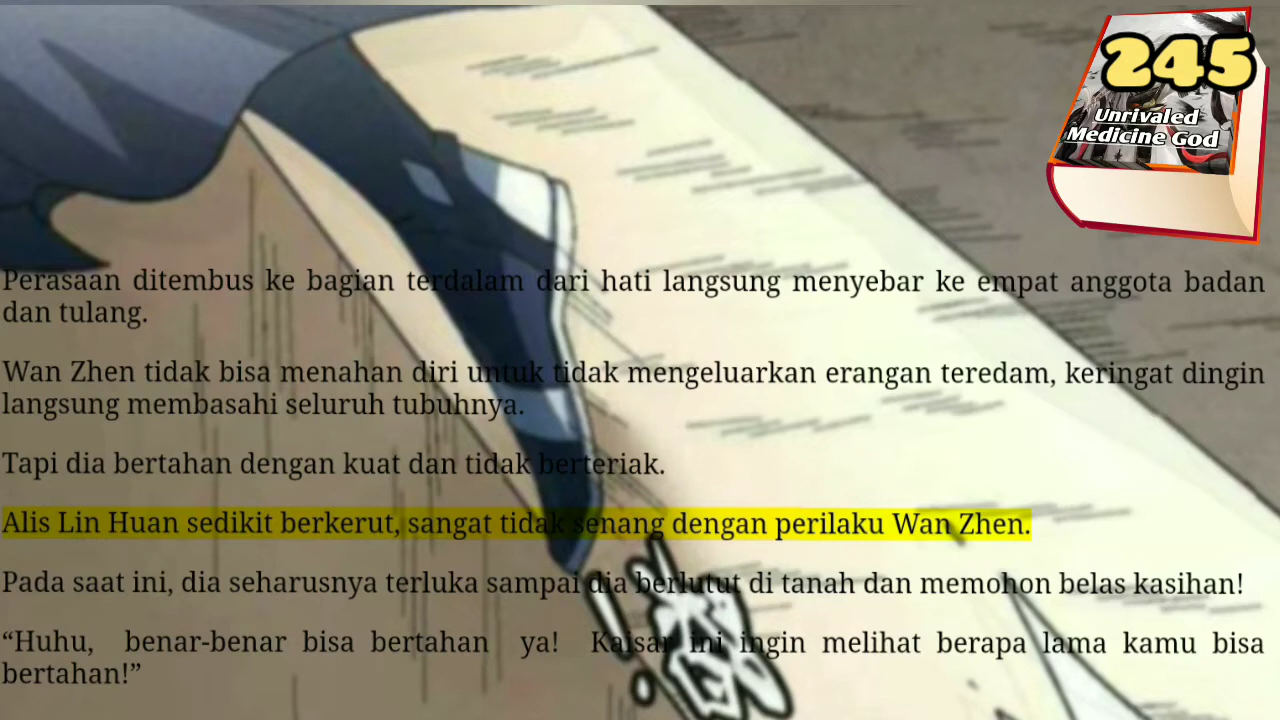 245
Unrivaled
Medicine God
Perasaan ditembus ke bagian terdalam dari hati langsung menyebar ke empat anggota badan
dan tulang.
Wan Zhen tidak bisa menahan diri untuk tidak mengeluarkan erangan teredam, keringat dingin
langsung membasahi seluruh tubuhnya.
Tapi dia bertahan dengan kuat dan tidak berteriak.
Alis Lin Huan sedikit berkerut, sangat tidak senang dengan perilaku Wan Zhen.
Pada saat ini, dia seharusnya terluka sampai dia berlutut di tanah dan memohon belas kasihan!
“Huhu, benar-benar bisa bertahan ya! Kaisar ini ingin melihat berapa lama kamu bisa
bertahan!”